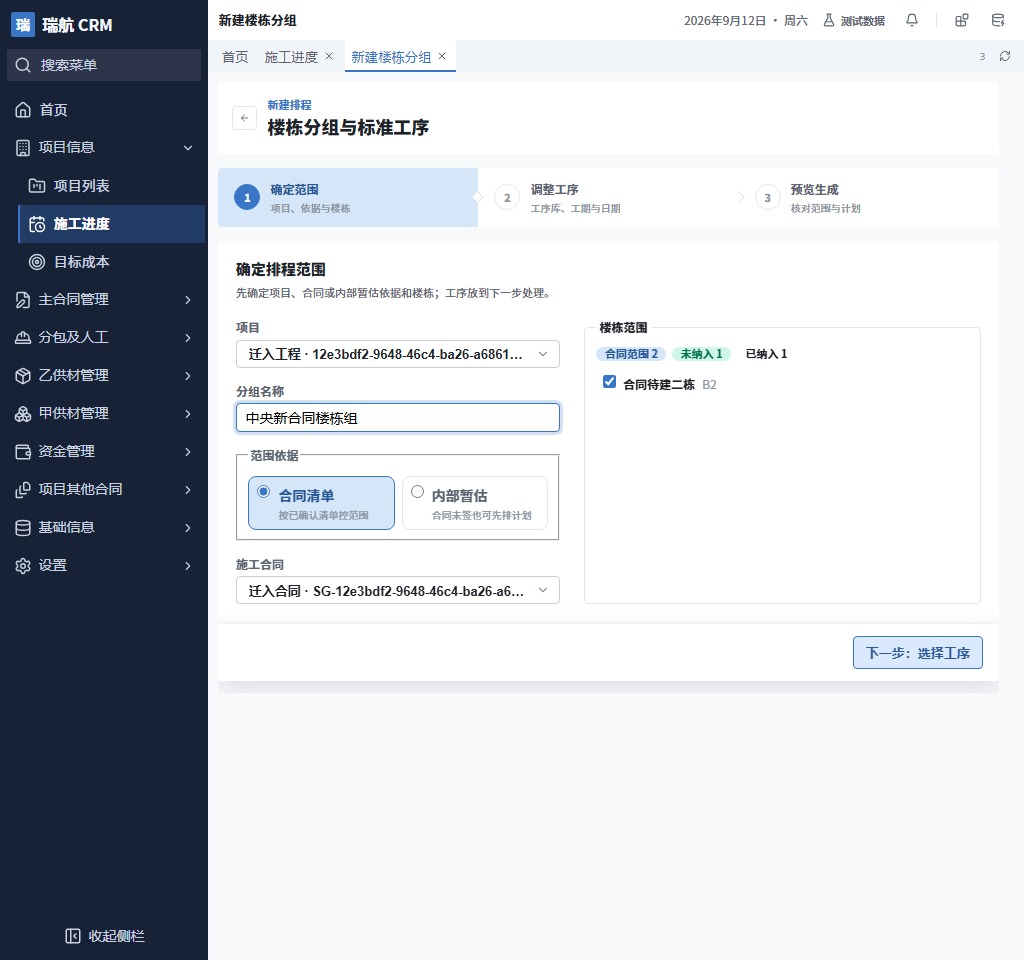 瑞 瑞航 CRM
搜索菜单
首页
项目信息
项目列表
施工进度
目标成本
主合同管理
分包及人工
乙供材管理
甲供材管理
资金管理
项目其他合同
基础信息
设置
收起侧栏
新建楼栋分组
2026年9月12日 · 周六 测试数据
首页 施工进度 × 新建楼栋分组 × 3
新建排程
楼栋分组与标准工序
1 确定范围
项目、依据与楼栋
2 调整工序
工序库、工期与日期
3 预览生成
核对范围与计划
确定排程范围
先确定项目、合同或内部暂估依据和楼栋；工序放到下一步处理。
项目
迁入工程 · 12e3bdf2-9648-46c4-ba26-a6861...
分组名称
中央新合同楼栋组
范围依据
合同清单
按已确认清单控范围
内部暂估
合同未签也可先排计划
施工合同
迁入合同 · SG-12e3bdf2-9648-46c4-ba26-a6...
楼栋范围
合同范围 2 未纳入 1 已纳入 1
合同待建二栋 B2
下一步：选择工序